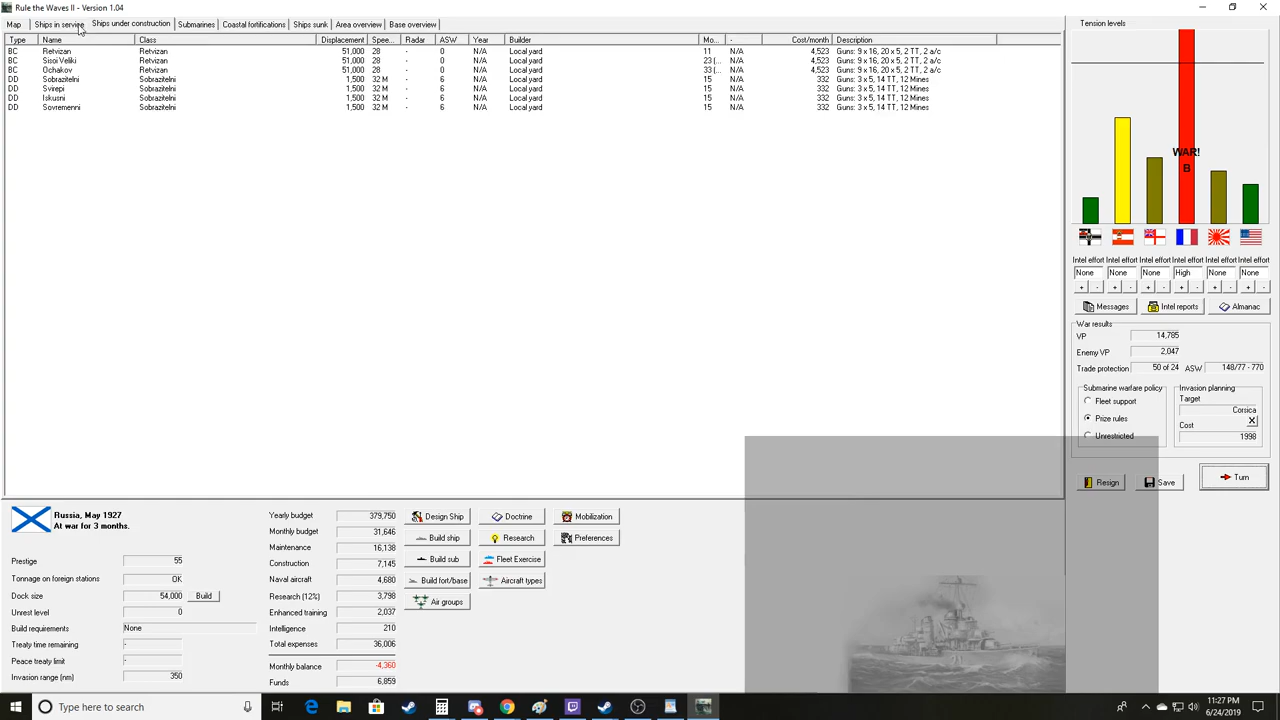 Rule the Waves II - Version 1.04
Map Ships in service Ships under construction Submarines Coastal fortifications Ships sunk Area overview Base overview
Type Name Class Displacement Spee... Radar ASW Year Builder Mo... - Cost/month Description
BC Retvizan Retvizan 51,000 28 - 0 N/A Local yard 11 N/A 4,523 Guns: 9 x 16, 20 x 5, 2 TT, 2 a/c
BC Sisoi Veliki Retvizan 51,000 28 - 0 N/A Local yard 23 (... N/A 4,523 Guns: 9 x 16, 20 x 5, 2 TT, 2 a/c
BC Ochakov Retvizan 51,000 28 - 0 N/A Local yard 33 (... N/A 4,523 Guns: 9 x 16, 20 x 5, 2 TT, 2 a/c
DD Sobrazitelni Sobrazitelni 1,500 32 M - 6 N/A Local yard 15 N/A 332 Guns: 3 x 5, 14 TT, 12 Mines
DD Svirepi Sobrazitelni 1,500 32 M - 6 N/A Local yard 15 N/A 332 Guns: 3 x 5, 14 TT, 12 Mines
DD Iskusni Sobrazitelni 1,500 32 M - 6 N/A Local yard 15 N/A 332 Guns: 3 x 5, 14 TT, 12 Mines
DD Sovremenni Sobrazitelni 1,500 32 M - 6 N/A Local yard 15 N/A 332 Guns: 3 x 5, 14 TT, 12 Mines
Tension levels
WAR!
B
Intel effort Intel effort Intel effort Intel effort Intel effort Intel effort
None None None High None None
+ - + - + - + - + - + -
Messages Intel reports Almanac
War results
VP 14,785
Enemy VP 2,047
Trade protection 50 of 24 ASW 148/77 - 770
Submarine warfare policy
Fleet support
Prize rules
Unrestricted
Invasion planning
Target
Corsica
X
Cost
1998
Resign Save Turn
Russia, May 1927
At war for 3 months.
Prestige 55
Tonnage on foreign stations OK
Dock size 54,000 Build
Unrest level 0
Build requirements None
Treaty time remaining -
Peace treaty limit -
Invasion range (nm) 350
Yearly budget 379,750
Monthly budget 31,646
Maintenance 16,138
Construction 7,145
Naval aircraft 4,680
Research (12%) 3,798
Enhanced training 2,037
Intelligence 210
Total expenses 36,006
Monthly balance -4,360
Funds 6,859
Design Ship Doctrine Mobilization
Build ship Research Preferences
Build sub Fleet Exercise
Build fort/base Aircraft types
Air groups
21
Type here to search
11:27 PM
6/24/2019